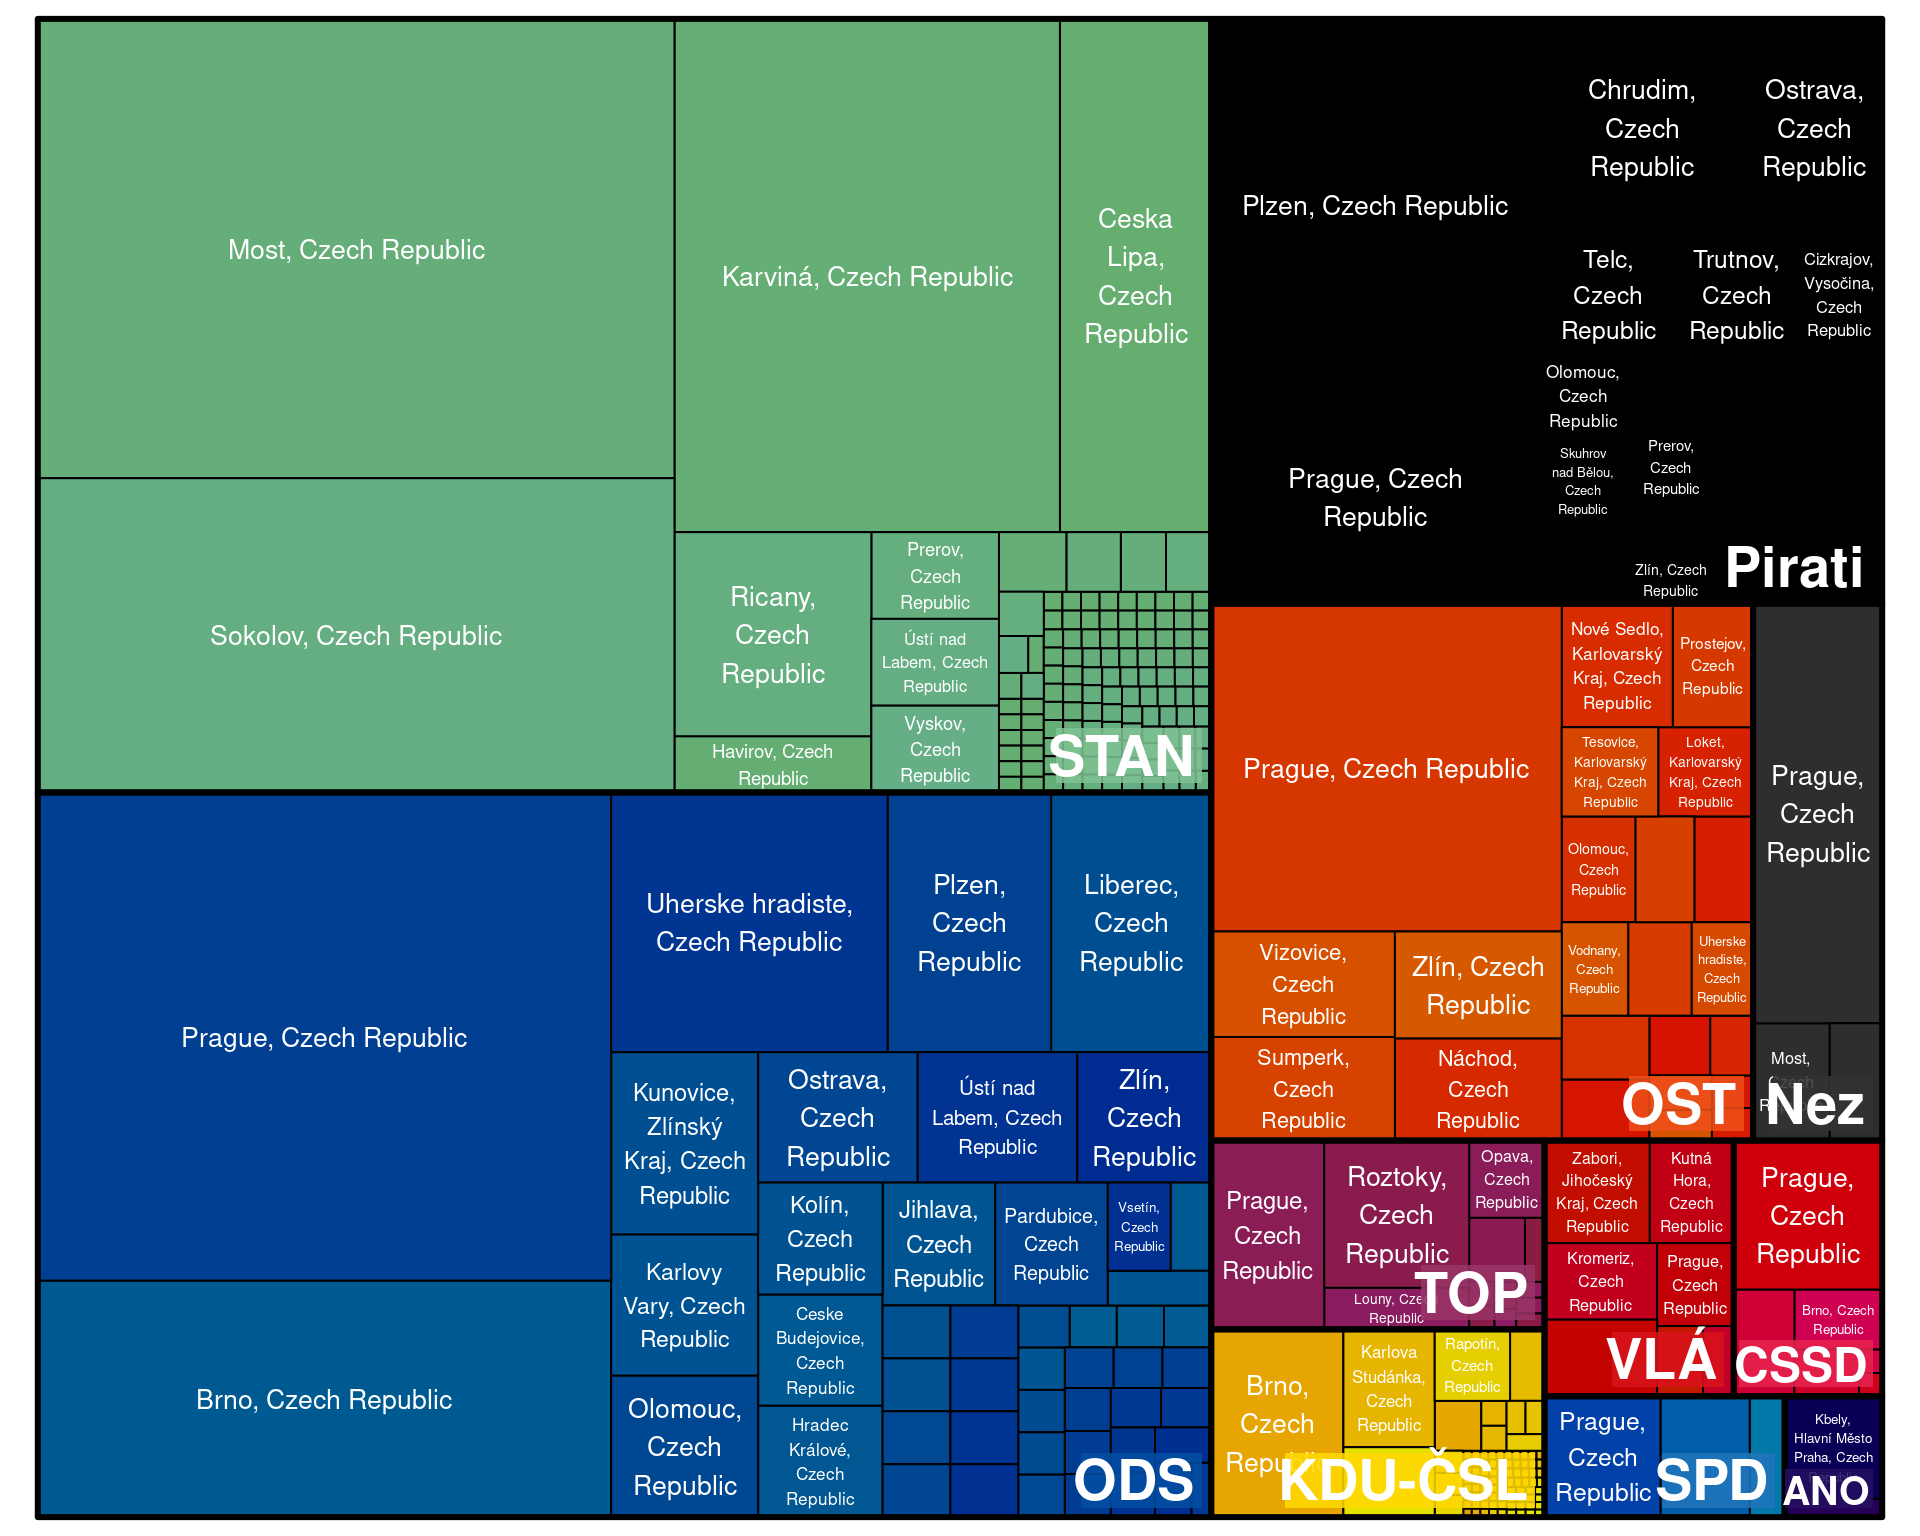 Most, Czech Republic
Sokolov, Czech Republic
Karviná, Czech Republic
Ceska
Lipa,
Czech
Republic
Ricany,
Czech
Republic
Havirov, Czech
Republic
Prerov,
Czech
Republic
Ústí nad
Labem, Czech
Republic
Vyskov,
Czech
Republic
STAN
Plzen, Czech Republic
Prague, Czech
Republic
Chrudim,
Czech
Republic
Ostrava,
Czech
Republic
Telc,
Czech
Republic
Trutnov,
Czech
Republic
Cizkrajov,
Vysočina,
Czech
Republic
Olomouc,
Czech
Republic
Skuhrov
nad Bělou,
Czech
Republic
Prerov,
Czech
Republic
Zlín, Czech
Republic
Pirati
Prague, Czech Republic
Brno, Czech Republic
Uherske hradiste,
Czech Republic
Plzen,
Czech
Republic
Liberec,
Czech
Republic
Kunovice,
Zlínský
Kraj, Czech
Republic
Karlovy
Vary, Czech
Republic
Olomouc,
Czech
Republic
Ostrava,
Czech
Republic
Ústí nad
Labem, Czech
Republic
Zlín,
Czech
Republic
Kolín,
Czech
Republic
Ceske
Budejovice,
Czech
Republic
Hradec
Králové,
Czech
Republic
Jihlava,
Czech
Republic
Pardubice,
Czech
Republic
Vsetín,
Czech
Republic
ODS
Prague, Czech Republic
Vizovice,
Czech
Republic
Sumperk,
Czech
Republic
Zlín, Czech
Republic
Náchod,
Czech
Republic
Nové Sedlo,
Karlovarský
Kraj, Czech
Republic
Prostejov,
Czech
Republic
Tesovice,
Karlovarský
Kraj, Czech
Republic
Loket,
Karlovarský
Kraj, Czech
Republic
Olomouc,
Czech
Republic
Vodnany,
Czech
Republic
Uherske
hradiste,
Czech
Republic
OST
Prague,
Czech
Republic
Most,
Czech
Nez
Prague,
Czech
Republic
Roztoky,
Czech
Republic
Opava,
Czech
Republic
Louny, Czech
Republic
TOP
Brno,
Czech
Republic
Karlova
Studánka,
Czech
Republic
Rapotín,
Czech
Republic
KDU-ČSL
Zabori,
Jihočeský
Kraj, Czech
Republic
Kutná
Hora,
Czech
Republic
Kromeriz,
Czech
Republic
Prague,
Czech
Republic
VLÁ
Prague,
Czech
Republic
Brno, Czech
Republic
CSSD
Prague,
Czech
Republic
SPD
Kbely,
Hlavní Město
Praha, Czech
ANO